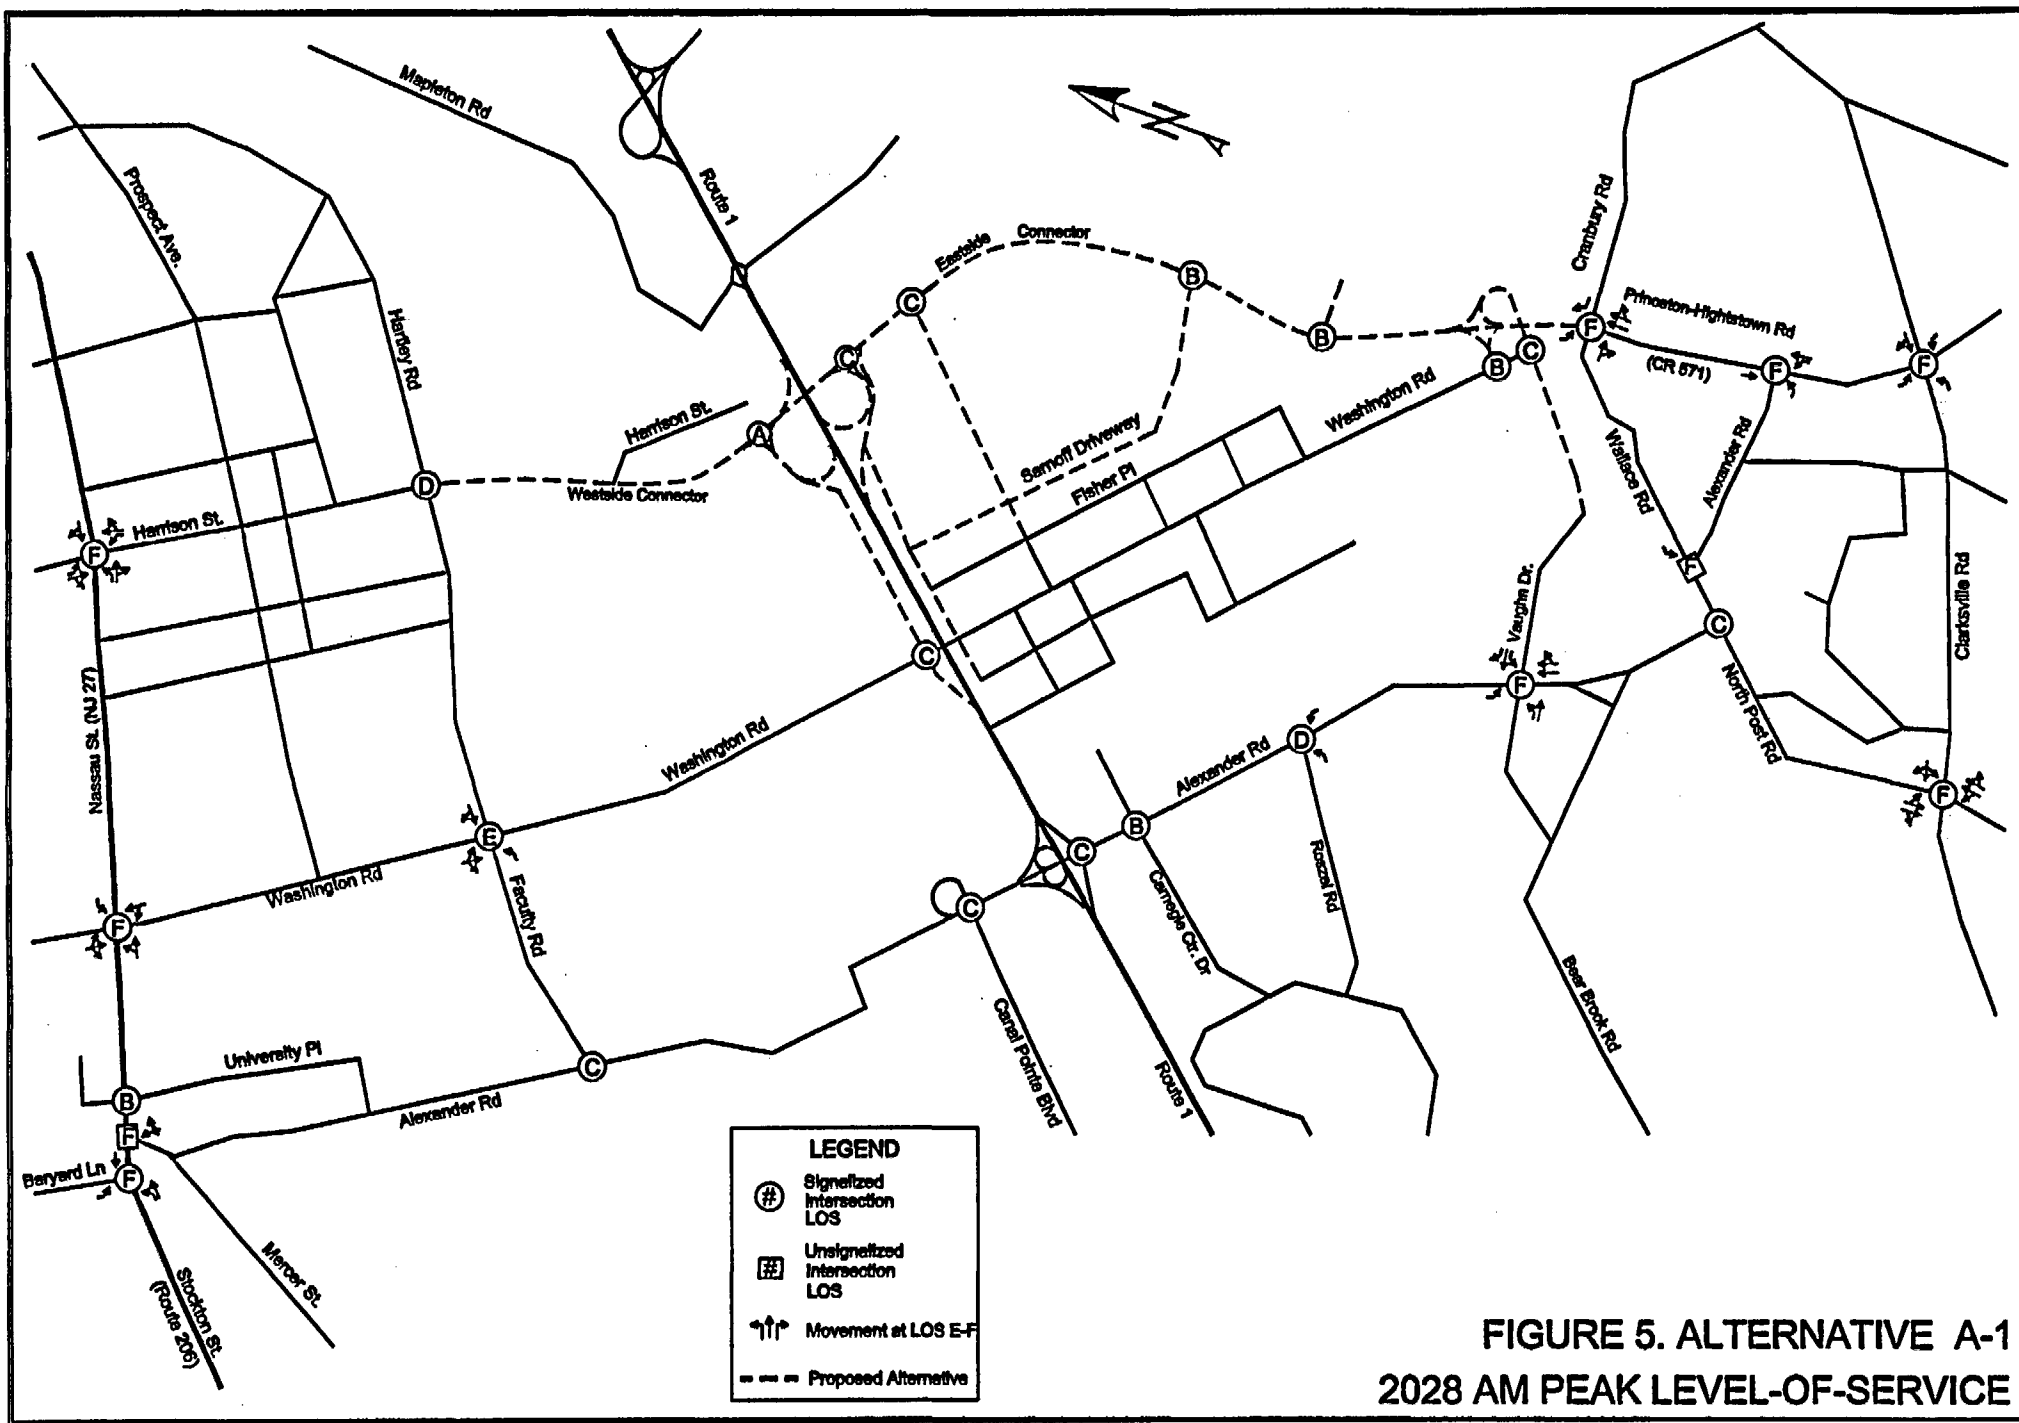 Mapleton Rd
Prospect Ave.
Route 1
N
Cranbury Rd
Eastside
Connector
B
C
Princeton-Hightstown Rd
(CR 571)
B
F
Hartley Rd
C
B
C
F
F
Harrison St.
A
Washington Rd
Sarnoff Driveway
Fisher Pl
Wallace Rd
Alexander Rd
D
Westside Connector
Harrison St.
F
F
Vaughn Dr.
C
Clarksville Rd
C
F
North Post Rd
Nassau St. (NJ 27)
Washington Rd
D
Alexander Rd
F
B
E
C
Washington Rd
Faculty Rd
Roszel Rd
Carnegie Ctr. Dr
C
F
Bear Brook Rd
Canal Pointe Blvd
University Pl
C
Route 1
B
Alexander Rd
F
Baryard Ln
F
Mercer St.
Stockton St.
(Route 206)
LEGEND
# Signalized
Intersection
LOS
# Unsignalized
Intersection
LOS
Movement at LOS E-F
Proposed Alternative
FIGURE 5. ALTERNATIVE A-1
2028 AM PEAK LEVEL-OF-SERVICE